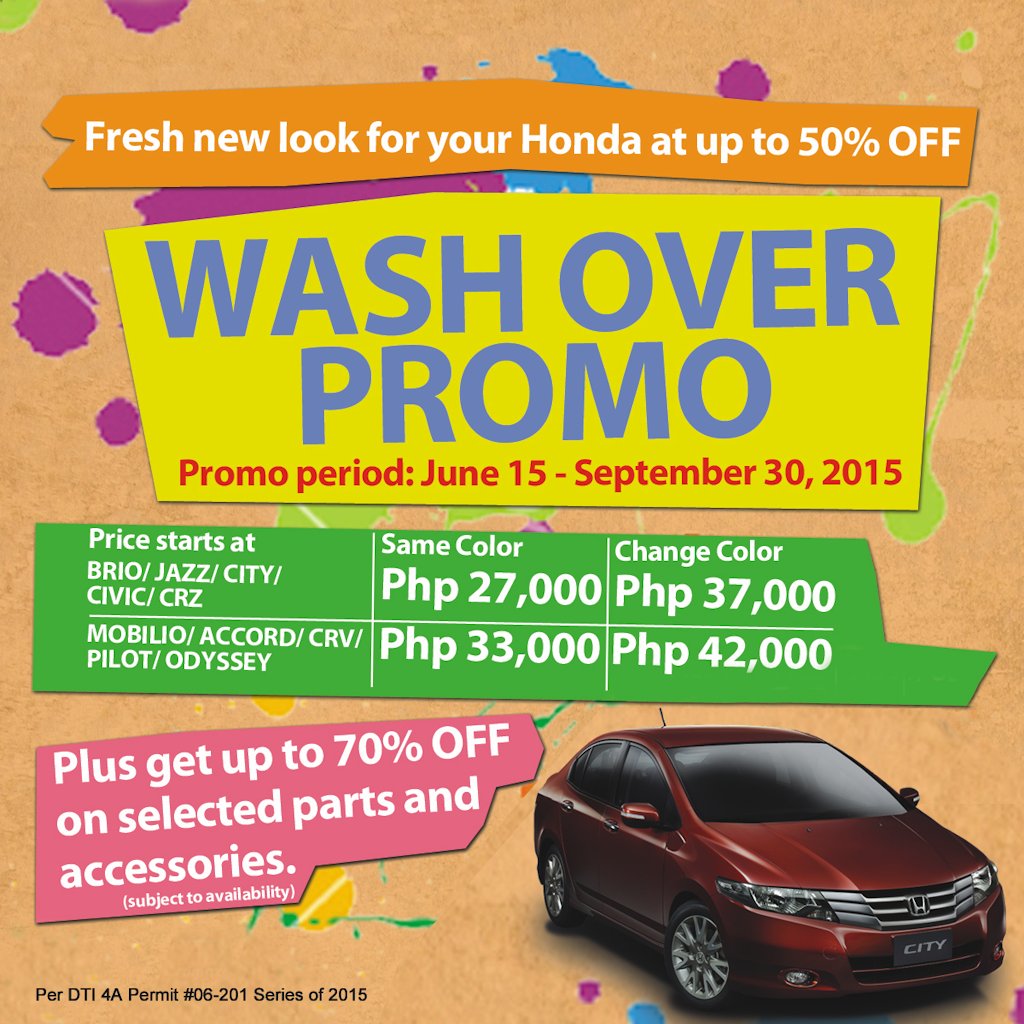 Fresh new look for your Honda at up to 50% OFF
WASH OVER
PROMO
Promo period: June 15 - September 30, 2015
Price starts at
Same Color
Change Color
BRIO/ JAZZ/ CITY/
CIVIC/ CRZ
Php 27,000
Php 37,000
MOBILIO/ ACCORD/ CRV/
PILOT/ ODYSSEY
Php 33,000
Php 42,000
Plus get up to 70% OFF
on selected parts and
accessories.
(subject to availability)
CITY
Per DTI 4A Permit #06-201 Series of 2015